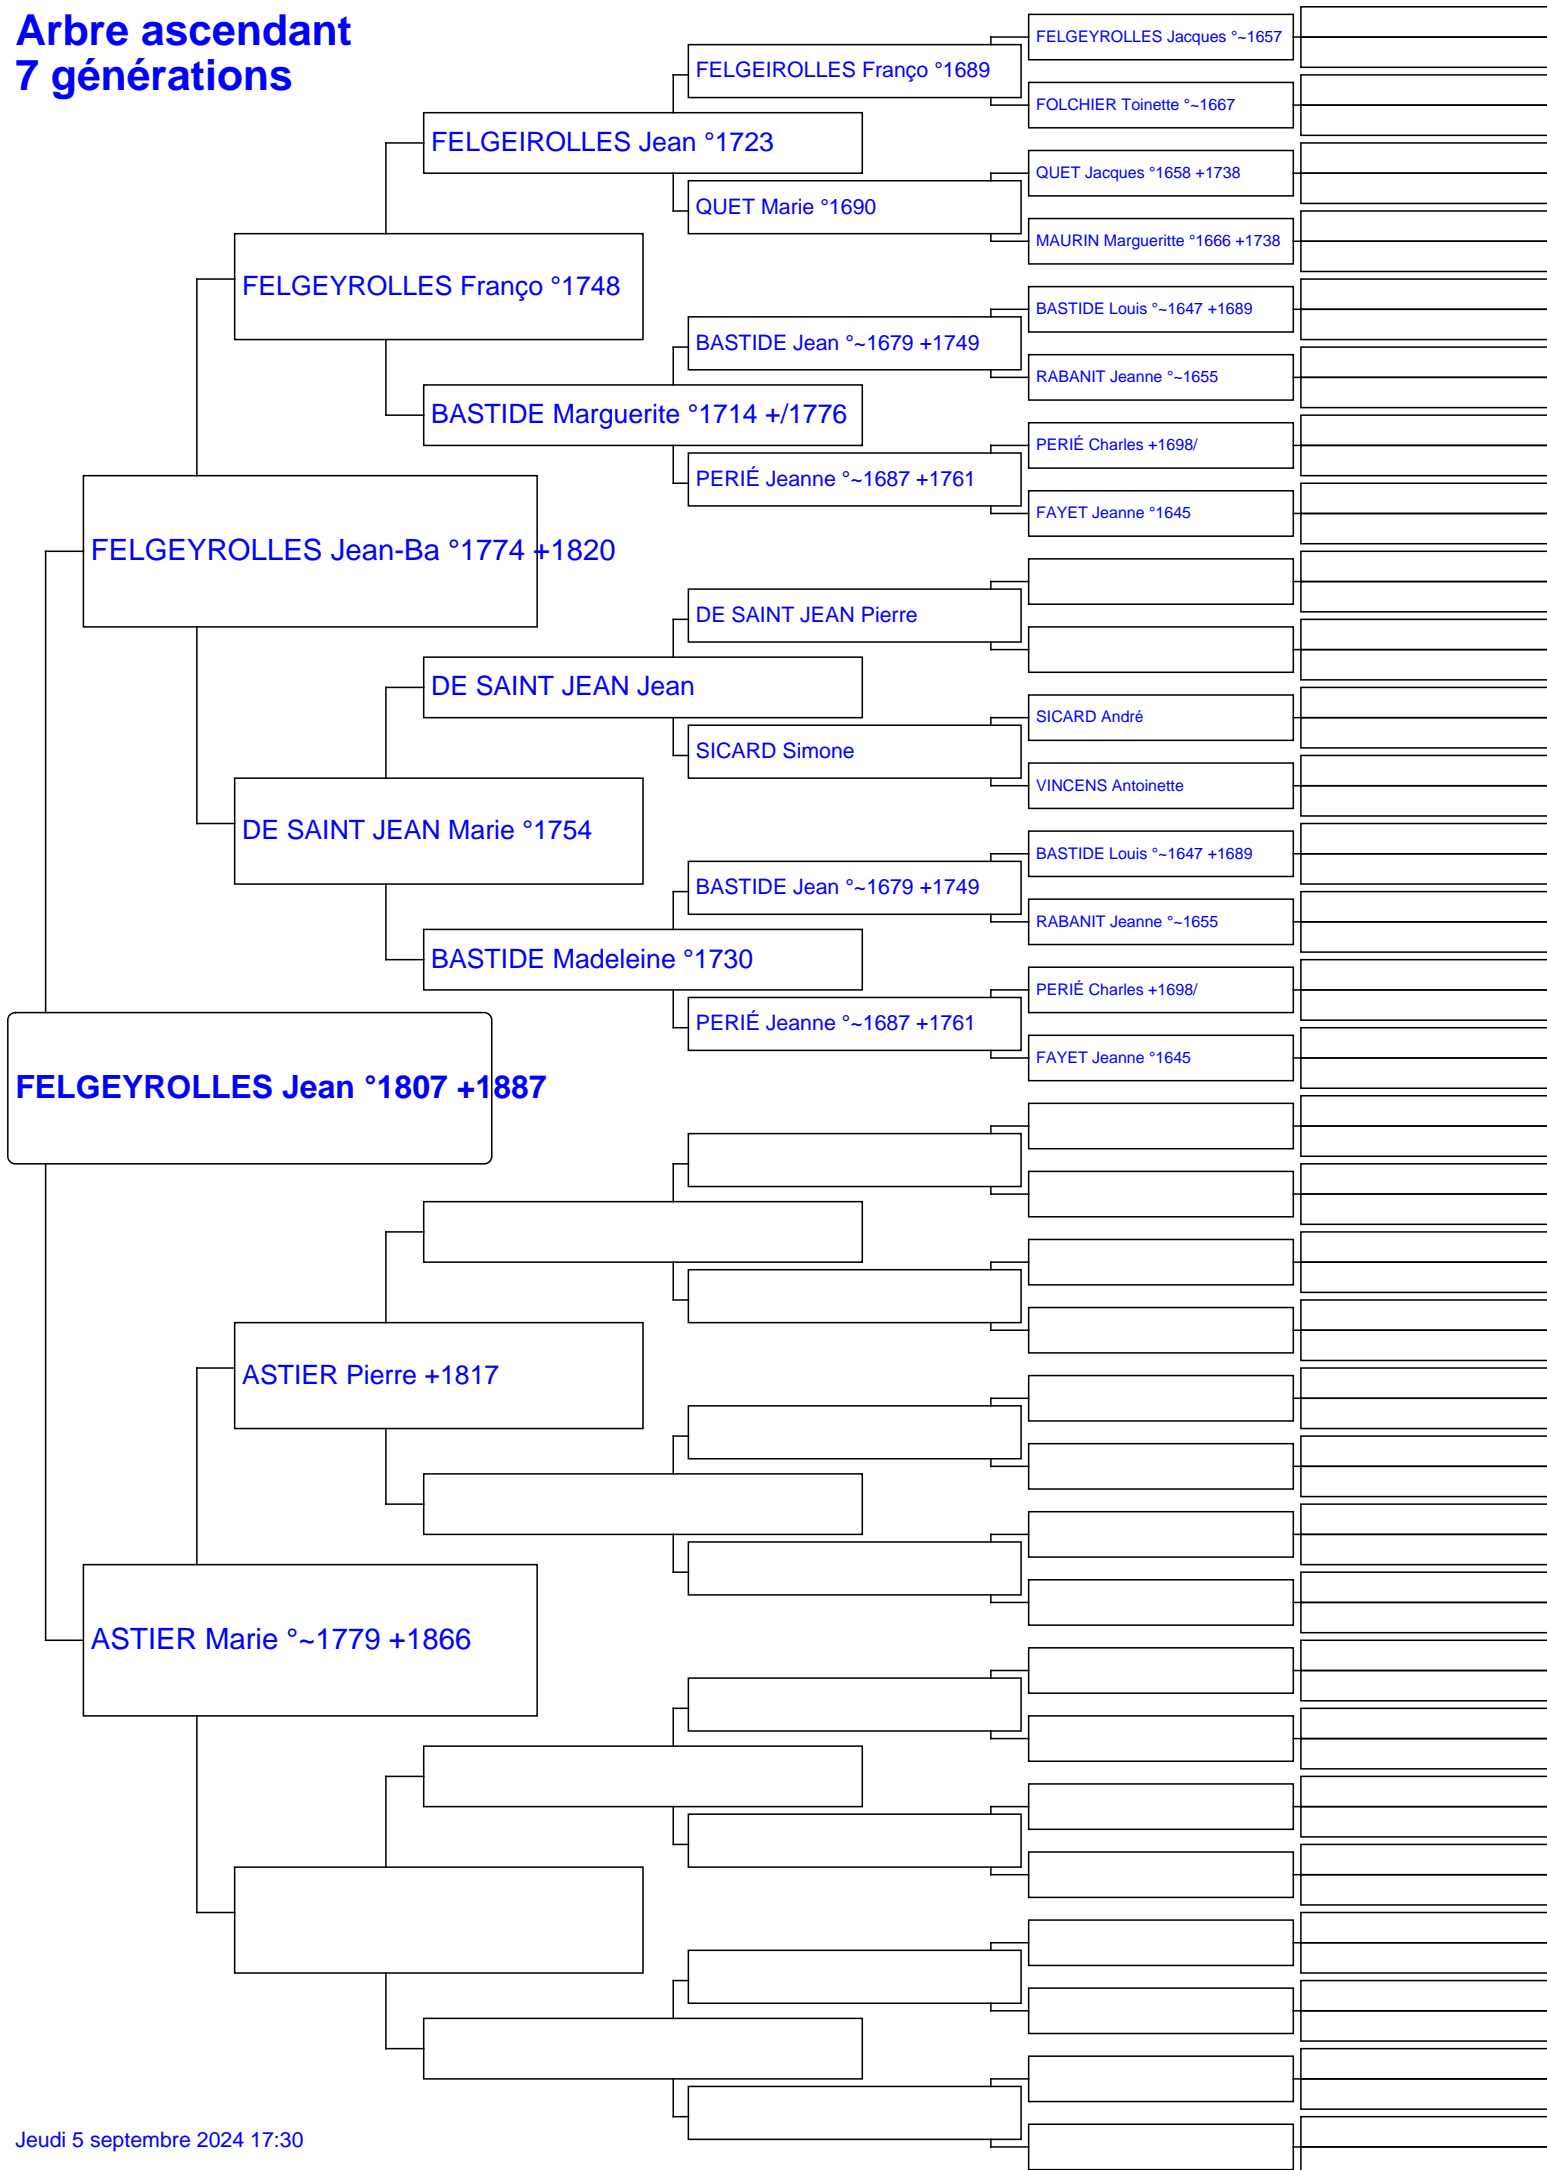 Arbre ascendant
7 générations
FELGEYROLLES Jacques °~1657
FELGEIROLLES Franço °1689
FOLCHIER Toinette °~1667
FELGEIROLLES Jean °1723
QUET Jacques °1658 +1738
QUET Marie °1690
MAURIN Margueritte °1666 +1738
FELGEYROLLES Franço °1748
BASTIDE Louis °~1647 +1689
BASTIDE Jean °~1679 +1749
RABANIT Jeanne °~1655
BASTIDE Marguerite °1714 +/1776
PERIÉ Charles +1698/
PERIÉ Jeanne °~1687 +1761
FAYET Jeanne °1645
FELGEYROLLES Jean-Ba °1774 +1820
DE SAINT JEAN Pierre
DE SAINT JEAN Jean
SICARD André
SICARD Simone
VINCENS Antoinette
DE SAINT JEAN Marie °1754
BASTIDE Louis °~1647 +1689
BASTIDE Jean °~1679 +1749
RABANIT Jeanne °~1655
BASTIDE Madeleine °1730
PERIÉ Charles +1698/
PERIÉ Jeanne °~1687 +1761
FAYET Jeanne °1645
FELGEYROLLES Jean °1807 +1887
ASTIER Pierre +1817
ASTIER Marie °~1779 +1866
Jeudi 5 septembre 2024 17:30